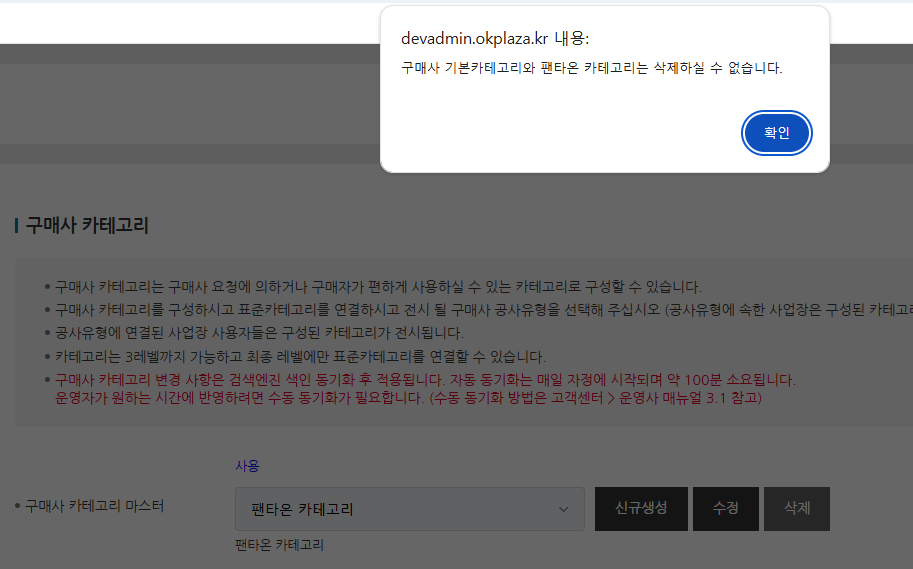 devadmin.okplaza.kr 내용:
구매사 기본카테고리와 팬타온 카테고리는 삭제하실 수 없습니다.
확인
구매사 카테고리
• 구매사 카테고리는 구매사 요청에 의하거나 구매자가 편하게 사용하실 수 있는 카테고리로 구성할 수 있습니다.
• 구매사 카테고리를 구성하시고 표준카테고리를 연결하시고 전시 될 구매사 공사유형을 선택해 주십시오 (공사유형에 속한 사업장은 구성된 카테고
• 공사유형에 연결된 사업장 사용자들은 구성된 카테고리가 전시됩니다.
• 카테고리는 3레벨까지 가능하고 최종 레벨에만 표준카테고리를 연결할 수 있습니다.
• 구매사 카테고리 변경 사항은 검색엔진 색인 동기화 후 적용됩니다. 자동 동기화는 매일 자정에 시작되며 약 100분 소요됩니다.
운영자가 원하는 시간에 반영하려면 수동 동기화가 필요합니다. (수동 동기화 방법은 고객센터 > 운영사 매뉴얼 3.1 참고)
사용
• 구매사 카테고리 마스터
팬타온 카테고리
신규생성
수정
삭제
팬타온 카테고리